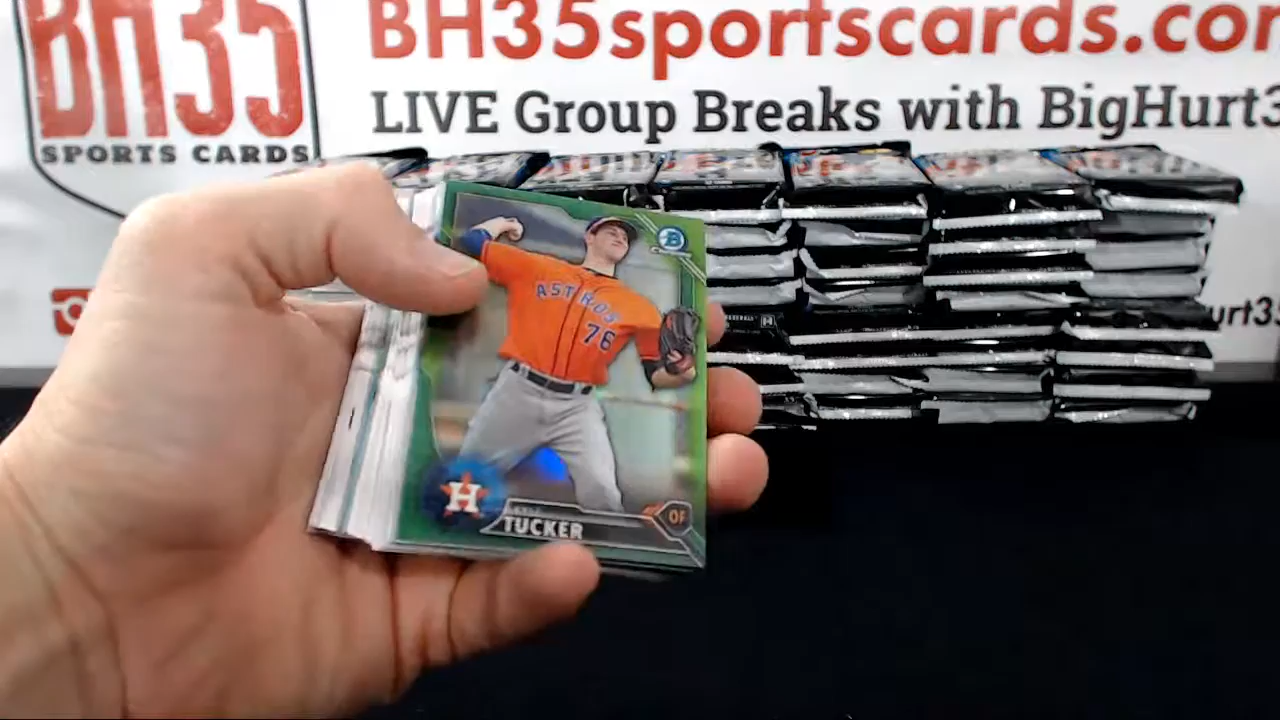 BH35
SPORTS CARDS
BH35sportscards.com
LIVE Group Breaks with BigHurt3
urt35
ASTROS
76
H
TUCKER
OF
B